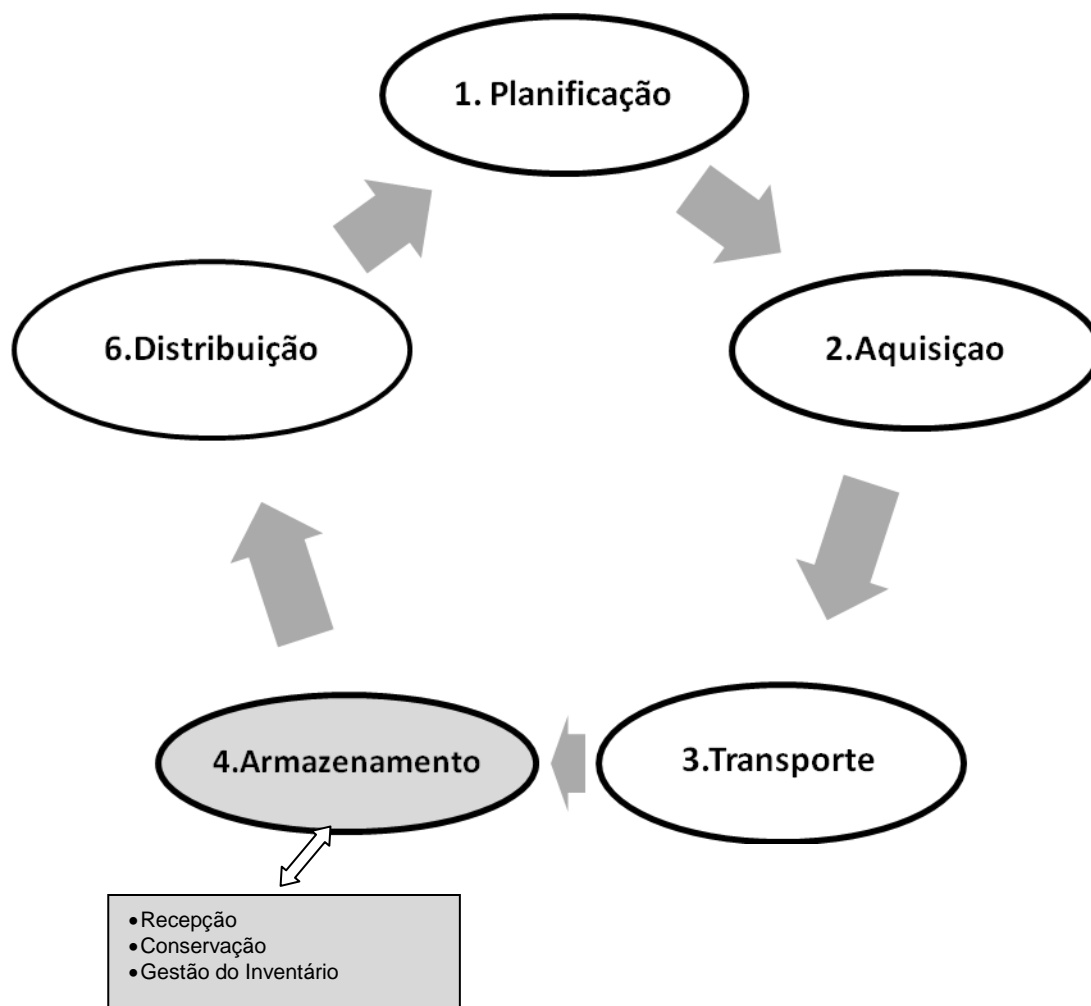 1. Planificação
2.Aquisiçao
3.Transporte
4.Armazenamento
•Recepção
•Conservação
•Gestão do Inventário
6.Distribuição